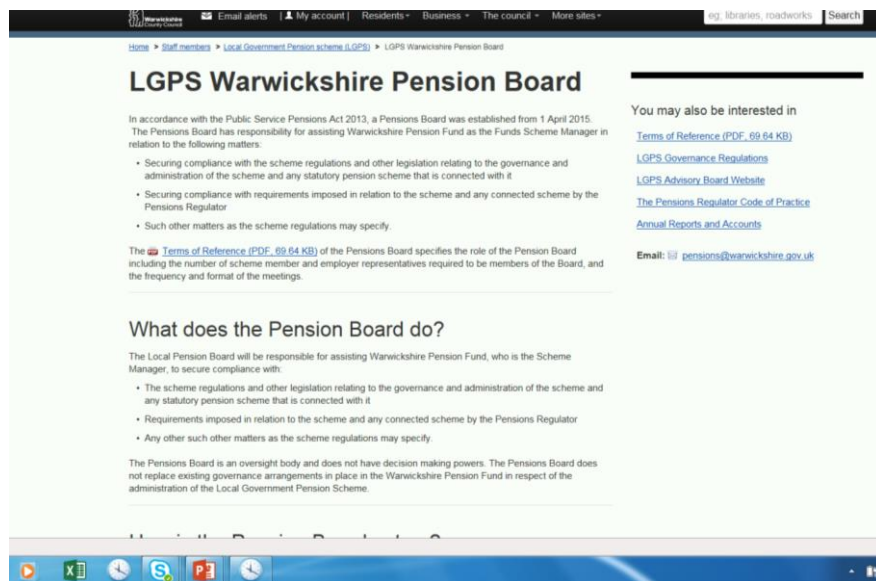 Warwickshire County Council Email alerts | My account | Residents Business The council More sites eg; libraries, roadworks Search
Home > Staff members > Local Government Pension scheme (LGPS) > LGPS Warwickshire Pension Board
LGPS Warwickshire Pension Board
In accordance with the Public Service Pensions Act 2013, a Pensions Board was established from 1 April 2015.
The Pensions Board has responsibility for assisting Warwickshire Pension Fund as the Funds Scheme Manager in
relation to the following matters:
• Securing compliance with the scheme regulations and other legislation relating to the governance and
administration of the scheme and any statutory pension scheme that is connected with it
• Securing compliance with requirements imposed in relation to the scheme and any connected scheme by the
Pensions Regulator
• Such other matters as the scheme regulations may specify.
The Terms of Reference (PDF, 69.64 KB) of the Pensions Board specifies the role of the Pension Board
including the number of scheme member and employer representatives required to be members of the Board, and
the frequency and format of the meetings.
What does the Pension Board do?
The Local Pension Board will be responsible for assisting Warwickshire Pension Fund, who is the Scheme
Manager, to secure compliance with:
• The scheme regulations and other legislation relating to the governance and administration of the scheme and
any statutory pension scheme that is connected with it
• Requirements imposed in relation to the scheme and any connected scheme by the Pensions Regulator
• Any other such other matters as the scheme regulations may specify.
The Pensions Board is an oversight body and does not have decision making powers. The Pensions Board does
not replace existing governance arrangements in place in the Warwickshire Pension Fund in respect of the
administration of the Local Government Pension Scheme.
You may also be interested in
Terms of Reference (PDF, 69.64 KB)
LGPS Governance Regulations
LGPS Advisory Board Website
The Pensions Regulator Code of Practice
Annual Reports and Accounts
Email: pensions@warwickshire.gov.uk